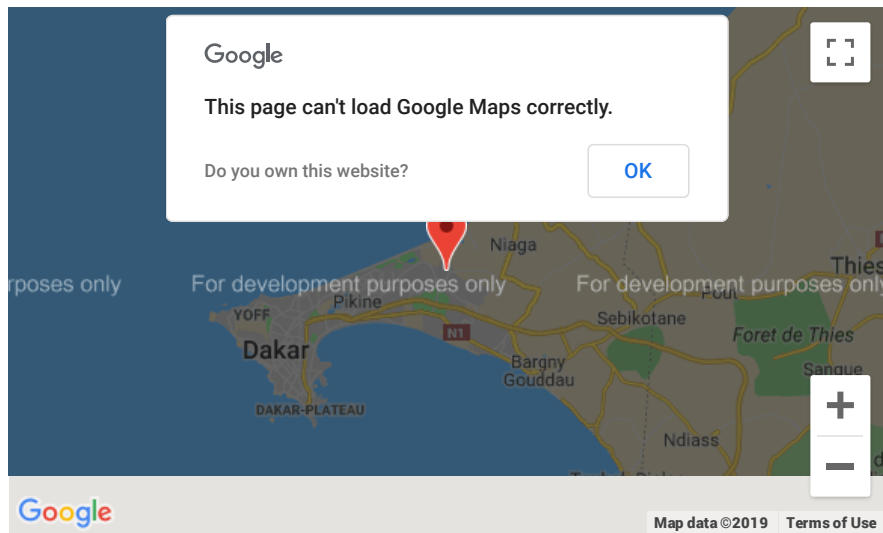 Google
This page can't load Google Maps correctly.
Do you own this website?
OK
Niaga
Thies
rposes only
For development purposes only
For development purposes only
Pikine
Pout
YOFF
Sebikotane
N1
Foret de Thies
Dakar
Bargny
Gouddau
Sangue
DAKAR-PLATEAU
Ndiass
Google
Map data ©2019
Terms of Use